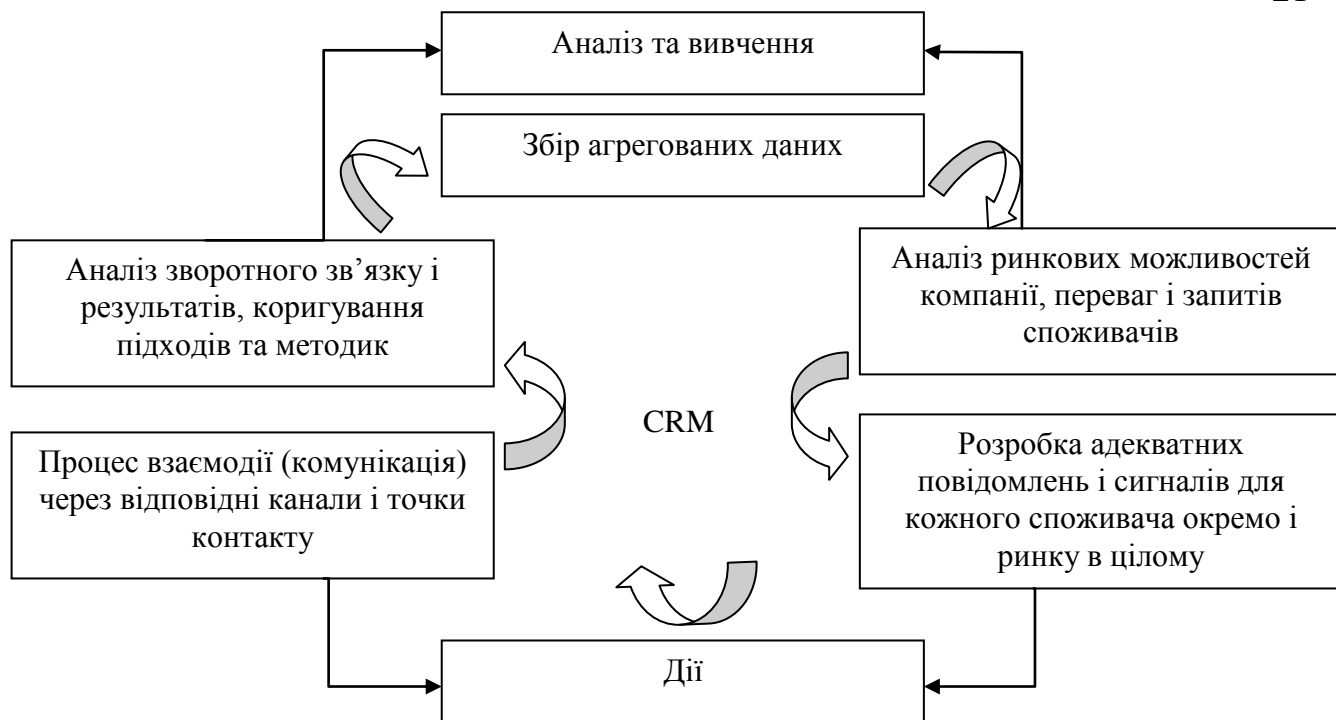 Аналіз та вивчення
Збір агрегованих даних
Аналіз зворотного зв’язку і
результатів, коригування
підходів та методик
Аналіз ринкових можливостей
компанії, переваг і запитів
споживачів
CRM
Процес взаємодії (комунікація)
через відповідні канали і точки
контакту
Розробка адекватних
повідомлень і сигналів для
кожного споживача окремо і
ринку в цілому
Дії